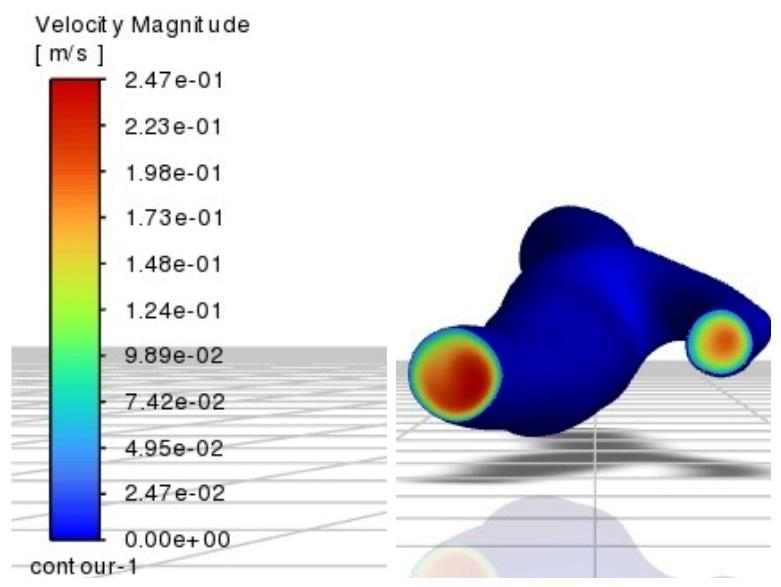 Velocity Magnitude
[ m/s ]
2.47e-01
2.23e-01
1.98e-01
1.73e-01
1.48e-01
1.24e-01
9.89e-02
7.42e-02
4.95e-02
2.47e-02
0.00e+00
contour-1